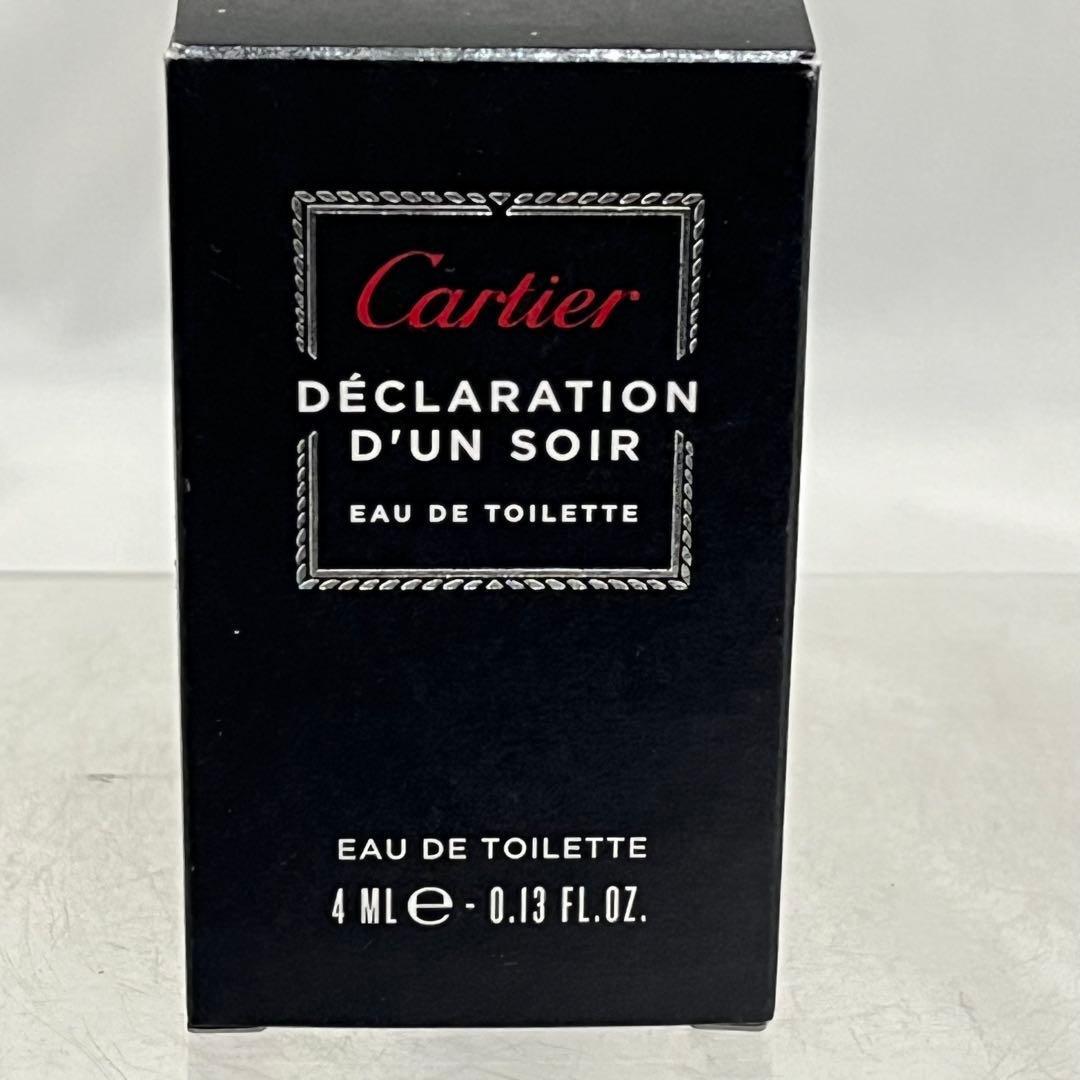 Cartier
DÉCLARATION
D'UN SOIR
EAU DE TOILETTE
EAU DE TOILETTE
4 ML e - 0.13 FL.OZ.